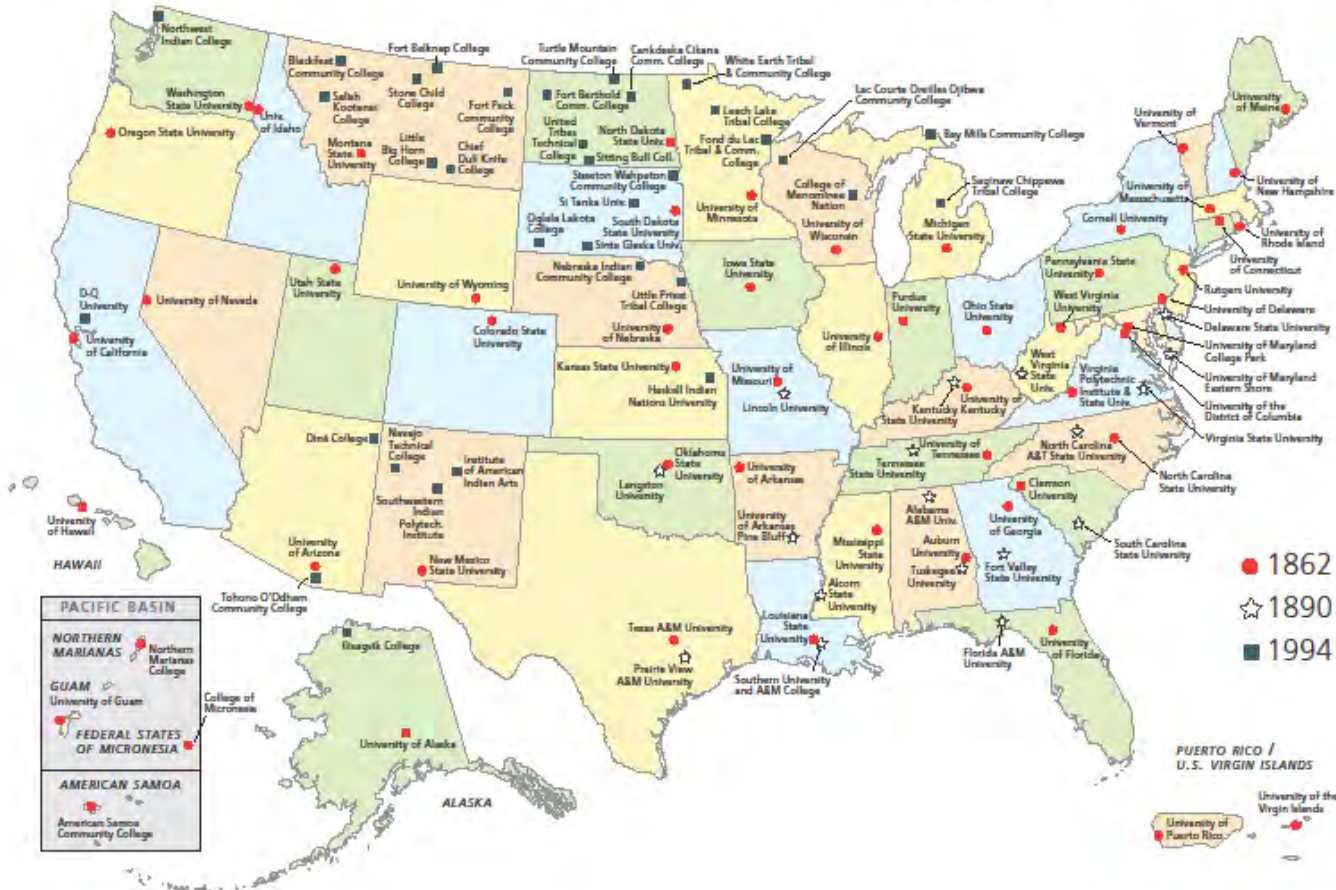 Northwest
Indian College
Washington
State University
Univ.
of Idaho
Oregon State University
Blackfeet
Community College
Fort Belknap College
Salish
Kootenai
College
Stone Child
College
Fort Peck
Community
College
Montana
State
University
Little
Big Horn
College
Chief
Dull Knife
College
Turtle Mountain
Community College
Cankdeska Cikana
Comm. College
Fort Berthold
Comm. College
United
Tribes
Technical
College
North Dakota
State Univ.
Sitting Bull Coll.
White Earth Tribal
& Community College
Leech Lake
Tribal College
Fond du Lac
Tribal & Comm.
College
Lac Courte Oreilles Ojibwa
Community College
Bay Mills Community College
Sisseton Wahpeton
Community College
Si Tanka Univ.
Oglala Lakota
College
South Dakota
State University
Sinte Gleska Univ.
University of
Minnesota
College of
Menominee
Nation
University of
Wisconsin
Saginaw Chippewa
Tribal College
Michigan
State University
University of
Vermont
University
of Maine
University of
New Hampshire
University of
Massachusetts
Cornell University
University of
Rhode Island
University
of Connecticut
Pennsylvania State
University
Rutgers University
University of Delaware
Delaware State University
University of Maryland
College Park
University of Maryland
Eastern Shore
University of the
District of Columbia
Virginia State University
D-Q
University
University
of California
University of Nevada
Utah State
University
University of Wyoming
Colorado State
University
Nebraska Indian
Community College
Little Priest
Tribal College
University
of Nebraska
Iowa State
University
Kansas State University
Haskell Indian
Nations University
University of
Missouri
Lincoln University
University
of Illinois
Purdue
University
Ohio State
University
West Virginia
University
West
Virginia
State
Univ.
Virginia
Polytechnic
Institute &
State Univ.
Kentucky
State University
University of
Kentucky
University of
Tennessee
Tennessee
State University
North Carolina
A&T State University
North Carolina
State University
Diné College
Navajo
Technical
College
Institute
of American
Indian Arts
Southwestern
Indian
Polytech.
Institute
University
of Arizona
New Mexico
State University
Tohono O'Odham
Community College
Oklahoma
State
University
Langston
University
University
of Arkansas
University
of Arkansas
Pine Bluff
Mississippi
State
University
Alcorn
State
University
Alabama
A&M Univ.
Auburn
University
Tuskegee
University
University
of Georgia
Fort Valley
State University
Clemson
University
South Carolina
State University
Louisiana
State
University
Southern University
and A&M College
Texas A&M University
Prairie View
A&M University
Florida A&M
University
University
of Florida
University
of Hawaii
HAWAII
1862
1890
1994
PACIFIC BASIN
NORTHERN
MARIANAS
Northern
Marianas
College
GUAM
University of Guam
FEDERAL STATES
OF MICRONESIA
College of
Micronesia
AMERICAN SAMOA
American Samoa
Community College
Ilisagvik College
University of Alaska
ALASKA
PUERTO RICO /
U.S. VIRGIN ISLANDS
University of
Puerto Rico
University of the
Virgin Islands